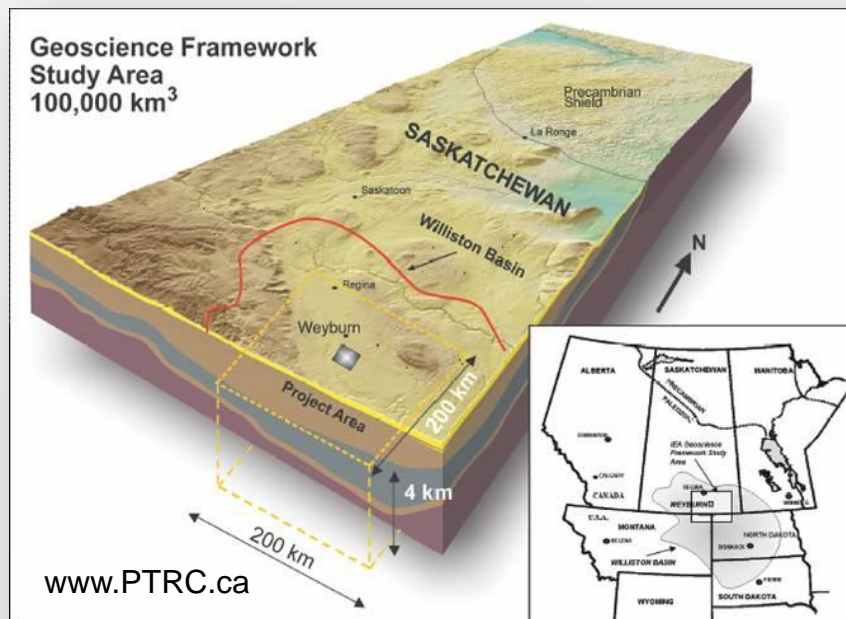 Geoscience Framework
Study Area
100,000 km³
Precambrian
Shield
La Ronge
SASKATCHEWAN
Saskatoon
Williston Basin
N
Regina
Weyburn
Project Area
200 km
4 km
200 km
www.PTRC.ca
ALBERTA
SASKATCHEWAN
MANITOBA
PRECAMBRIAN
PALEOZOIC
EDMONTON
IEA Geoscience
Framework Study
Area
CALGARY
REGINA
CANADA
WEYBURN
U.S.A.
MONTANA
NORTH DAKOTA
HELENA
BISMARCK
WILLISTON BASIN
PIERRE
SOUTH DAKOTA
WYOMING